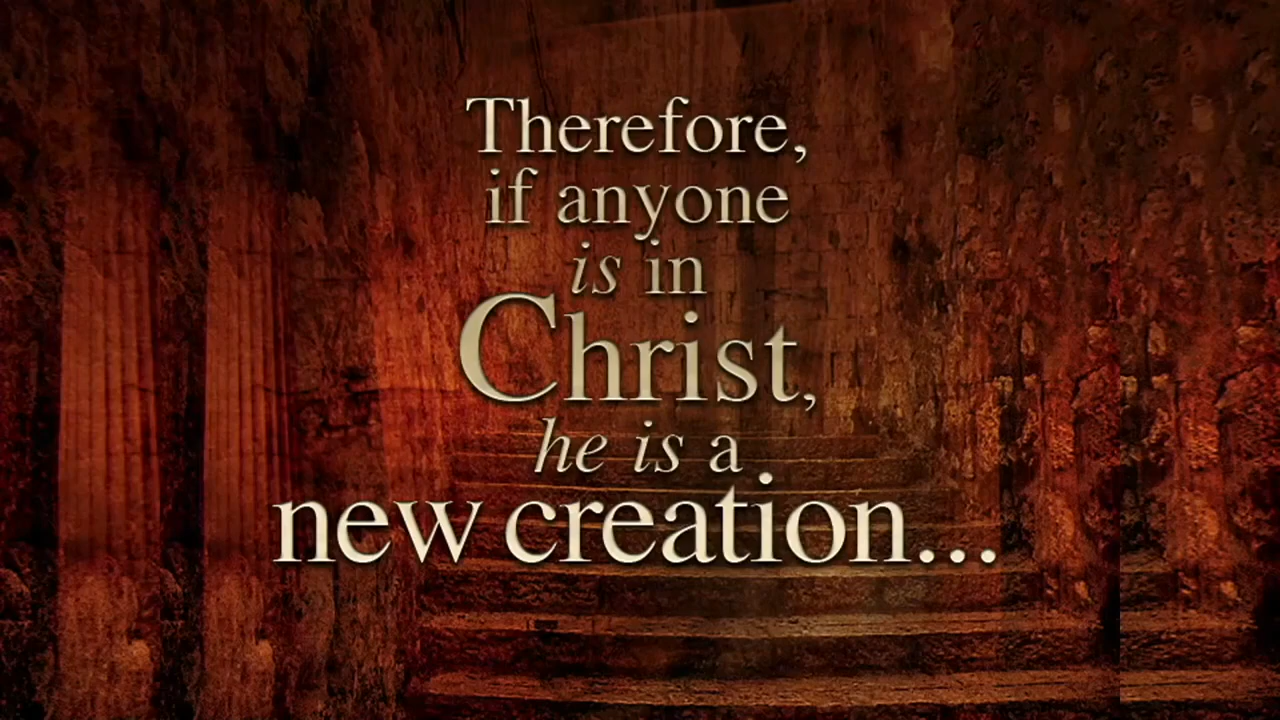 Therefore,
if anyone
is in
Christ,
he is a
new creation...